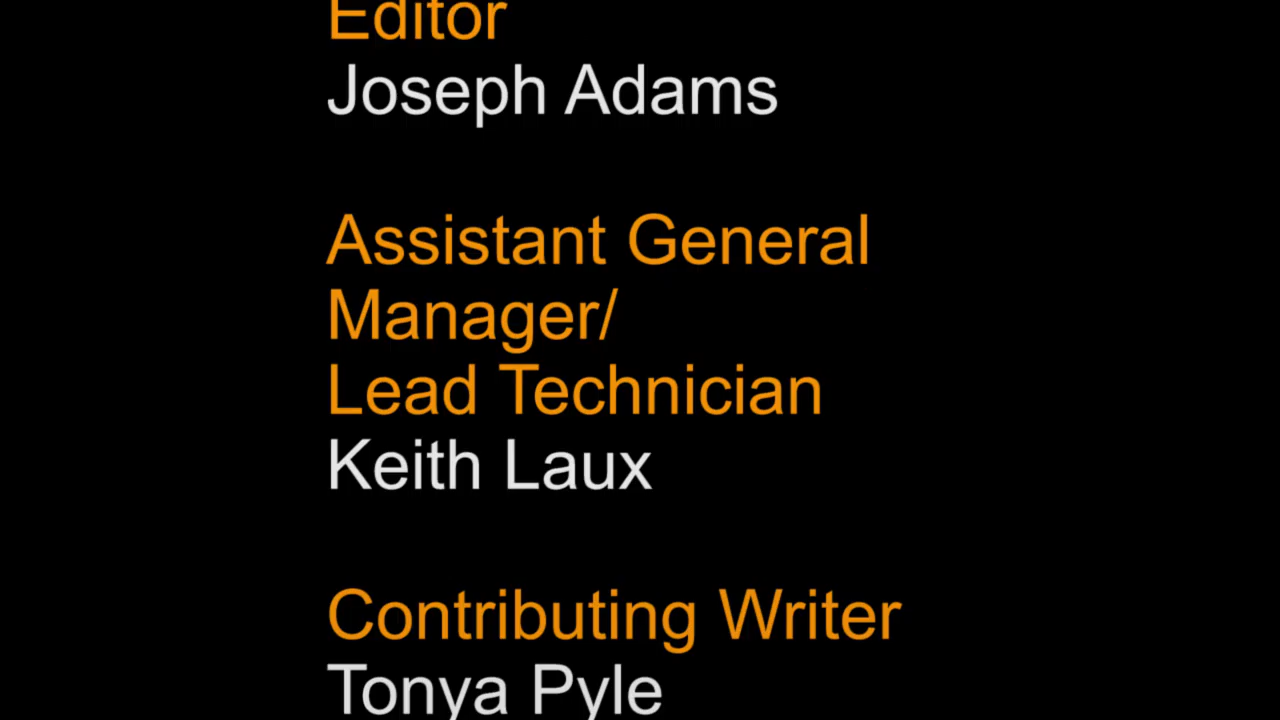 Editor
Joseph Adams
Assistant General
Manager/
Lead Technician
Keith Laux
Contributing Writer
Tonya Pyle